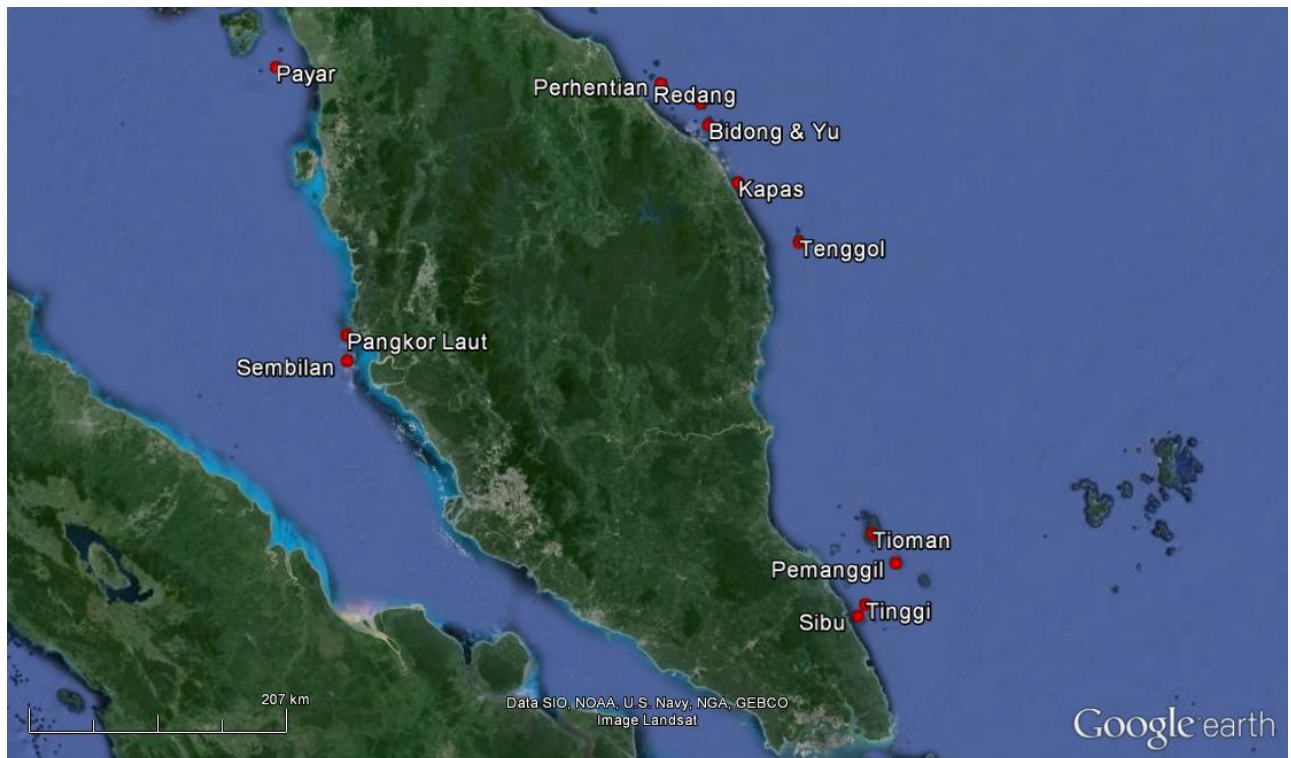 Payar
Perhentian
Redang
Bidong & Yu
Kapas
Tenggol
Pangkor Laut
Sembilan
Tioman
Pemanggil
Tinggi
Sibu
207 km
Data SIO, NOAA, U.S. Navy, NGA, GEBCO
Image Landsat
Google earth